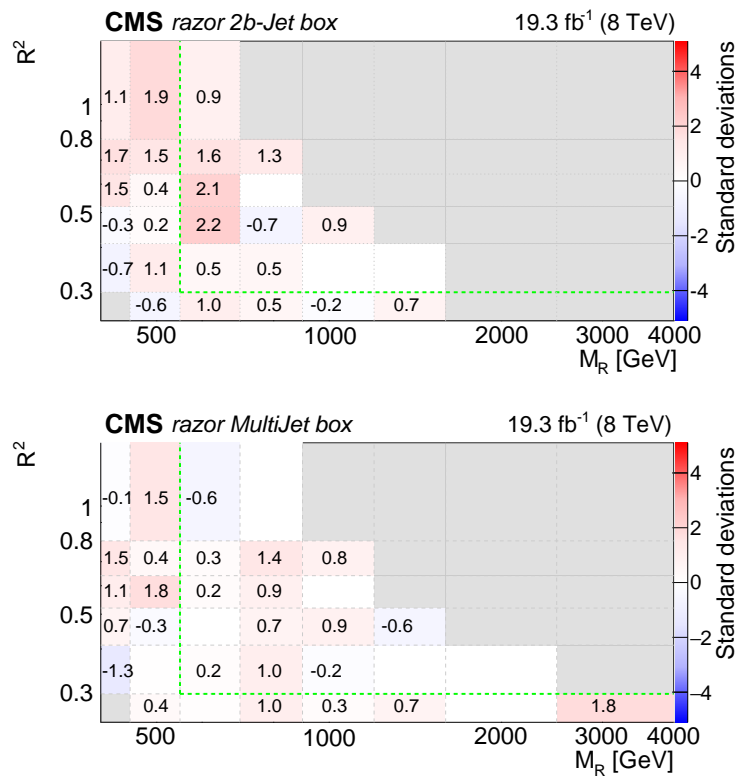 CMS razor 2b-Jet box 19.3 fb⁻¹ (8 TeV)
R²
1.1 1.9 0.9
1
0.8
1.7 1.5 1.6 1.3
1.5 0.4 2.1
0.5
-0.3 0.2 2.2 -0.7 0.9
-0.7 1.1 0.5 0.5
0.3
-0.6 1.0 0.5 -0.2 0.7
500 1000 2000 3000 4000
M_R [GeV]
4
2
0
-2
-4
Standard deviations
CMS razor MultiJet box 19.3 fb⁻¹ (8 TeV)
R²
-0.1 1.5 -0.6
1
0.8
1.5 0.4 0.3 1.4 0.8
1.1 1.8 0.2 0.9
0.5
0.7 -0.3 0.7 0.9 -0.6
-1.3 0.2 1.0 -0.2
0.3
0.4 1.0 0.3 0.7 1.8
500 1000 2000 3000 4000
M_R [GeV]
4
2
0
-2
-4
Standard deviations